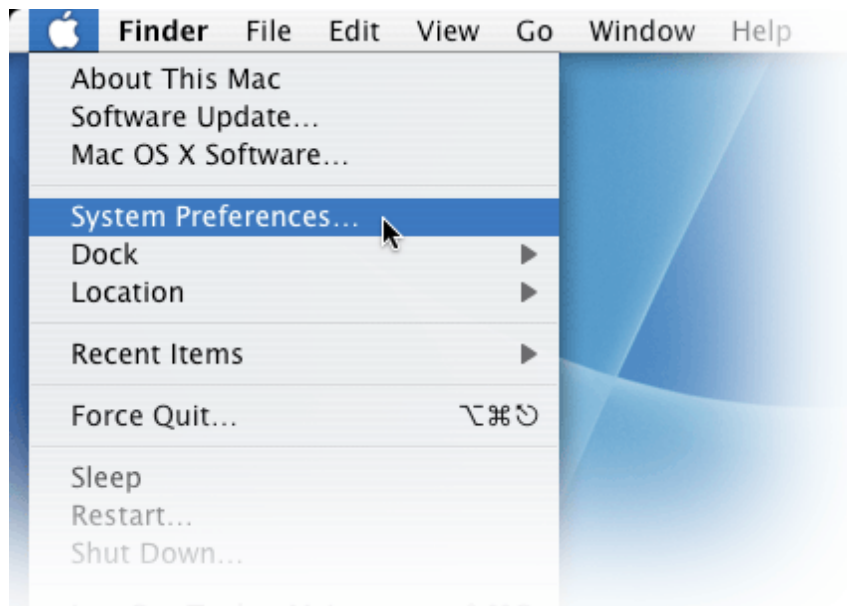 Finder File Edit View Go Window Help
About This Mac
Software Update...
Mac OS X Software...
System Preferences...
Dock
Location
Recent Items
Force Quit... ⌥⌘⎋
Sleep
Restart...
Shut Down...